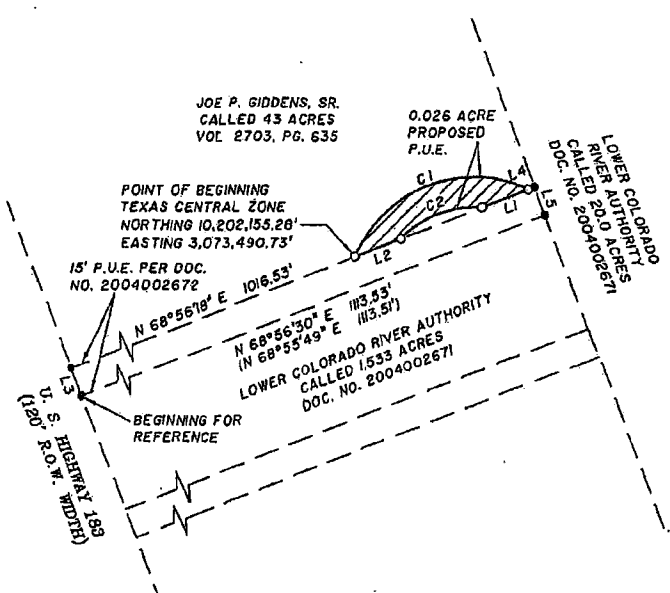 JOE P. GIDDENS, SR.
CALLED 43 ACRES
VOL 2703, PG. 635
0.026 ACRE
PROPOSED
P.U.E.
C1
C2
L4
L1
L5
L2
LOWER COLORADO
RIVER AUTHORITY
CALLED 20.0 ACRES
DOC. NO. 2004002671
POINT OF BEGINNING
TEXAS CENTRAL ZONE
NORTHING 10,202,155.28'
EASTING 3,073,490.73'
15' P.U.E. PER DOC.
NO. 2004002672
N 68°56'18" E 1016.53'
N 68°56'30" E 1113.53'
(N 68°55'49" E 1113.51')
LOWER COLORADO RIVER AUTHORITY
CALLED 1.533 ACRES
DOC. NO. 2004002671
L3
BEGINNING FOR
REFERENCE
U. S. HIGHWAY 183
(120' R.O.W. WIDTH)